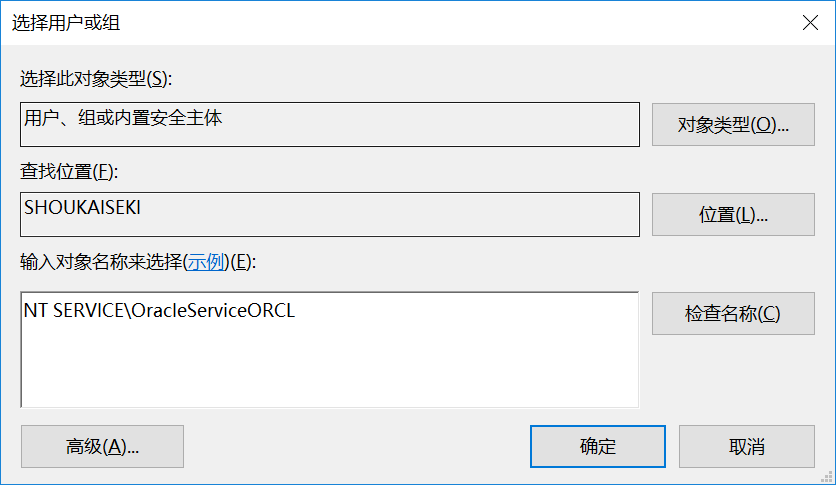 选择用户或组
选择此对象类型(S):
用户、组或内置安全主体
对象类型(O)...
查找位置(F):
SHOUKAISEKI
位置(L)...
输入对象名称来选择(示例)(E):
NT SERVICE\OracleServiceORCL
检查名称(C)
高级(A)...
确定
取消